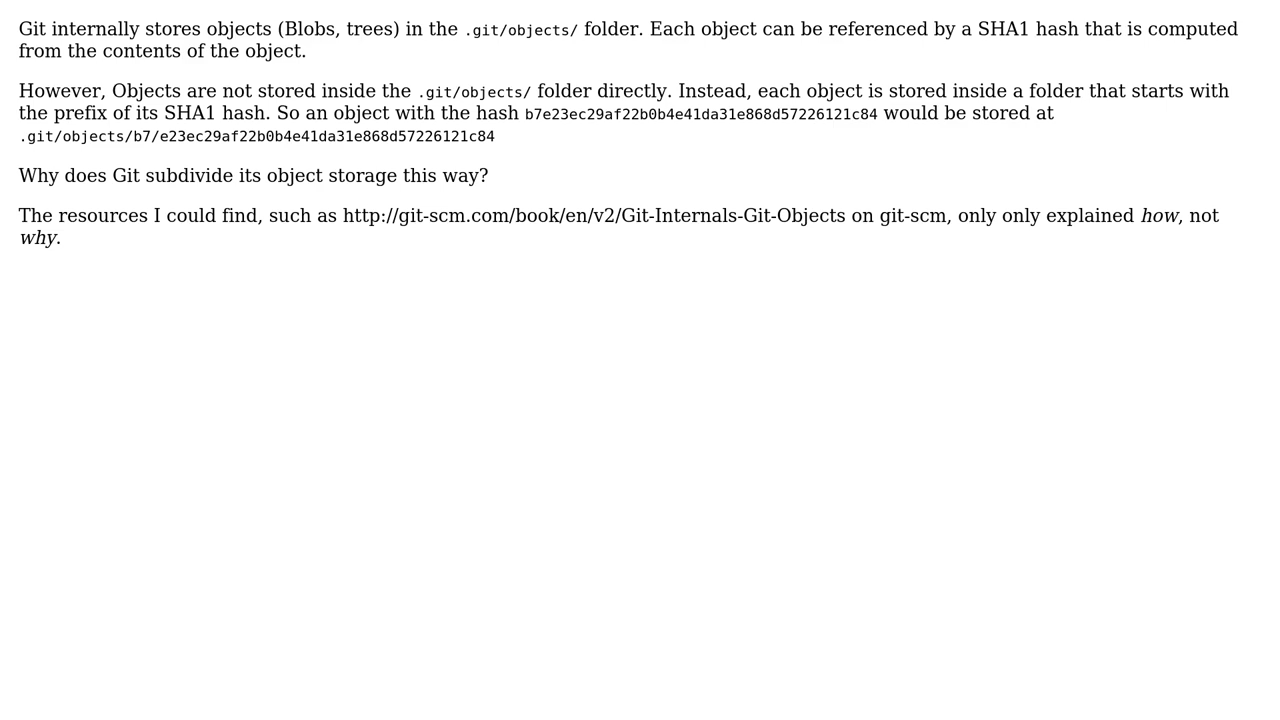 Git internally stores objects (Blobs, trees) in the .git/objects/ folder. Each object can be referenced by a SHA1 hash that is computed
from the contents of the object.
However, Objects are not stored inside the .git/objects/ folder directly. Instead, each object is stored inside a folder that starts with
the prefix of its SHA1 hash. So an object with the hash b7e23ec29af22b0b4e41da31e868d57226121c84 would be stored at
.git/objects/b7/e23ec29af22b0b4e41da31e868d57226121c84
Why does Git subdivide its object storage this way?
The resources I could find, such as http://git-scm.com/book/en/v2/Git-Internals-Git-Objects on git-scm, only only explained how, not
why.